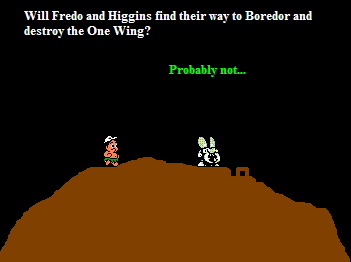 Will Fredo and Higgins find their way to Boredor and
destroy the One Wing?
Probably not...